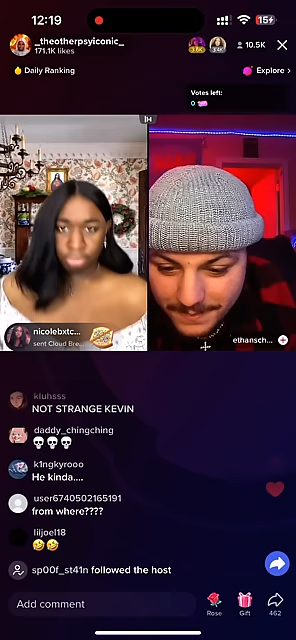 12:19
15
_theotherpsyiconic_
171.1K likes
10.5K
Daily Ranking
Explore >
Votes left:
0
nicolebxtc...
sent Cloud Bre...
ethansch...
kluhsss
NOT STRANGE KEVIN
daddy_chingching
💀💀💀
k1ngkyrooo
He kinda....
user6740502165191
from where????
liljoel18
🤣🤣
sp00f_st41n followed the host
Add comment
Rose
Gift
462